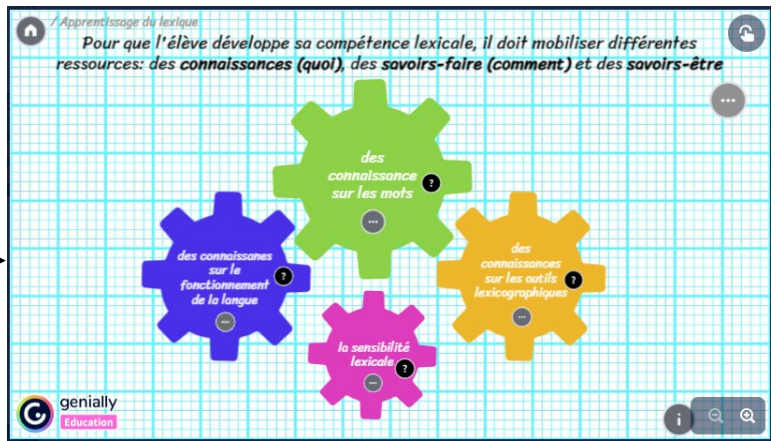 / Apprentissage du lexique
Pour que l'élève développe sa compétence lexicale, il doit mobiliser différentes
ressources: des connaissances (quoi), des savoirs-faire (comment) et des savoirs-être
des
connaissance
sur les mots
?
des connaissanes
sur le
fonctionnement
de la langue
?
des
connaissances
sur les outils
lexicographiques
?
la sensibilité
lexicale
?
genially
Education
i